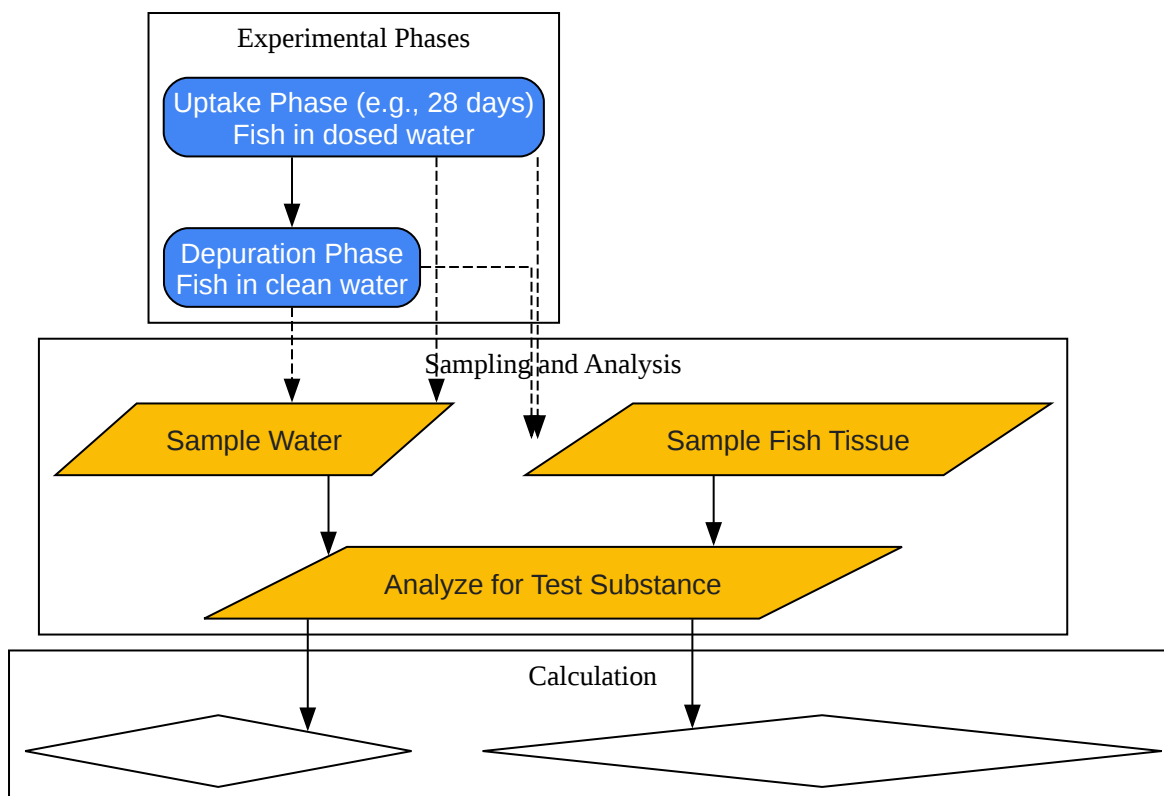 Experimental Phases
Uptake Phase (e.g., 28 days)
Fish in dosed water
Depuration Phase
Fish in clean water
Sampling and Analysis
Sample Water
Sample Fish Tissue
Analyze for Test Substance
Calculation